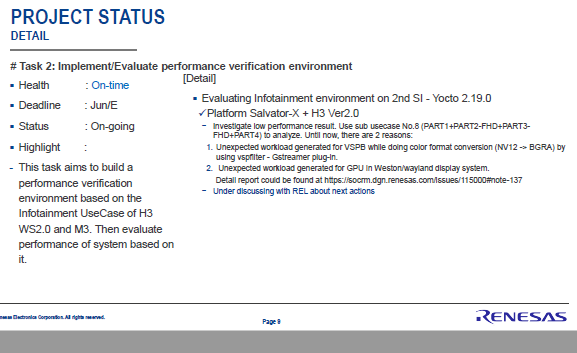 PROJECT STATUS
DETAIL
# Task 2: Implement/Evaluate performance verification environment
▪ Health : On-time
▪ Deadline : Jun/E
▪ Status : On-going
▪ Highlight :
- This task aims to build a
performance verification
environment based on the
Infotainment UseCase of H3
WS2.0 and M3. Then evaluate
performance of system based on
it.
[Detail]
▪ Evaluating Infotainment environment on 2nd SI - Yocto 2.19.0
✓Platform Salvator-X + H3 Ver2.0
− Investigate low performance result. Use sub usecase No.8 (PART1+PART2-FHD+PART3-
FHD+PART4) to analyze. Until now, there are 2 reasons:
1. Unexpected workload generated for VSPB while doing color format conversion (NV12 -> BGRA) by
using vspfilter - Gstreamer plug-in.
2. Unexpected workload generated for GPU in Weston/wayland display system.
Detail report could be found at https://socrm.dgn.renesas.com/issues/115000#note-137
− Under discussing with REL about next actions
nesas Electronics Corporation. All rights reserved.
Page 9
RENESAS